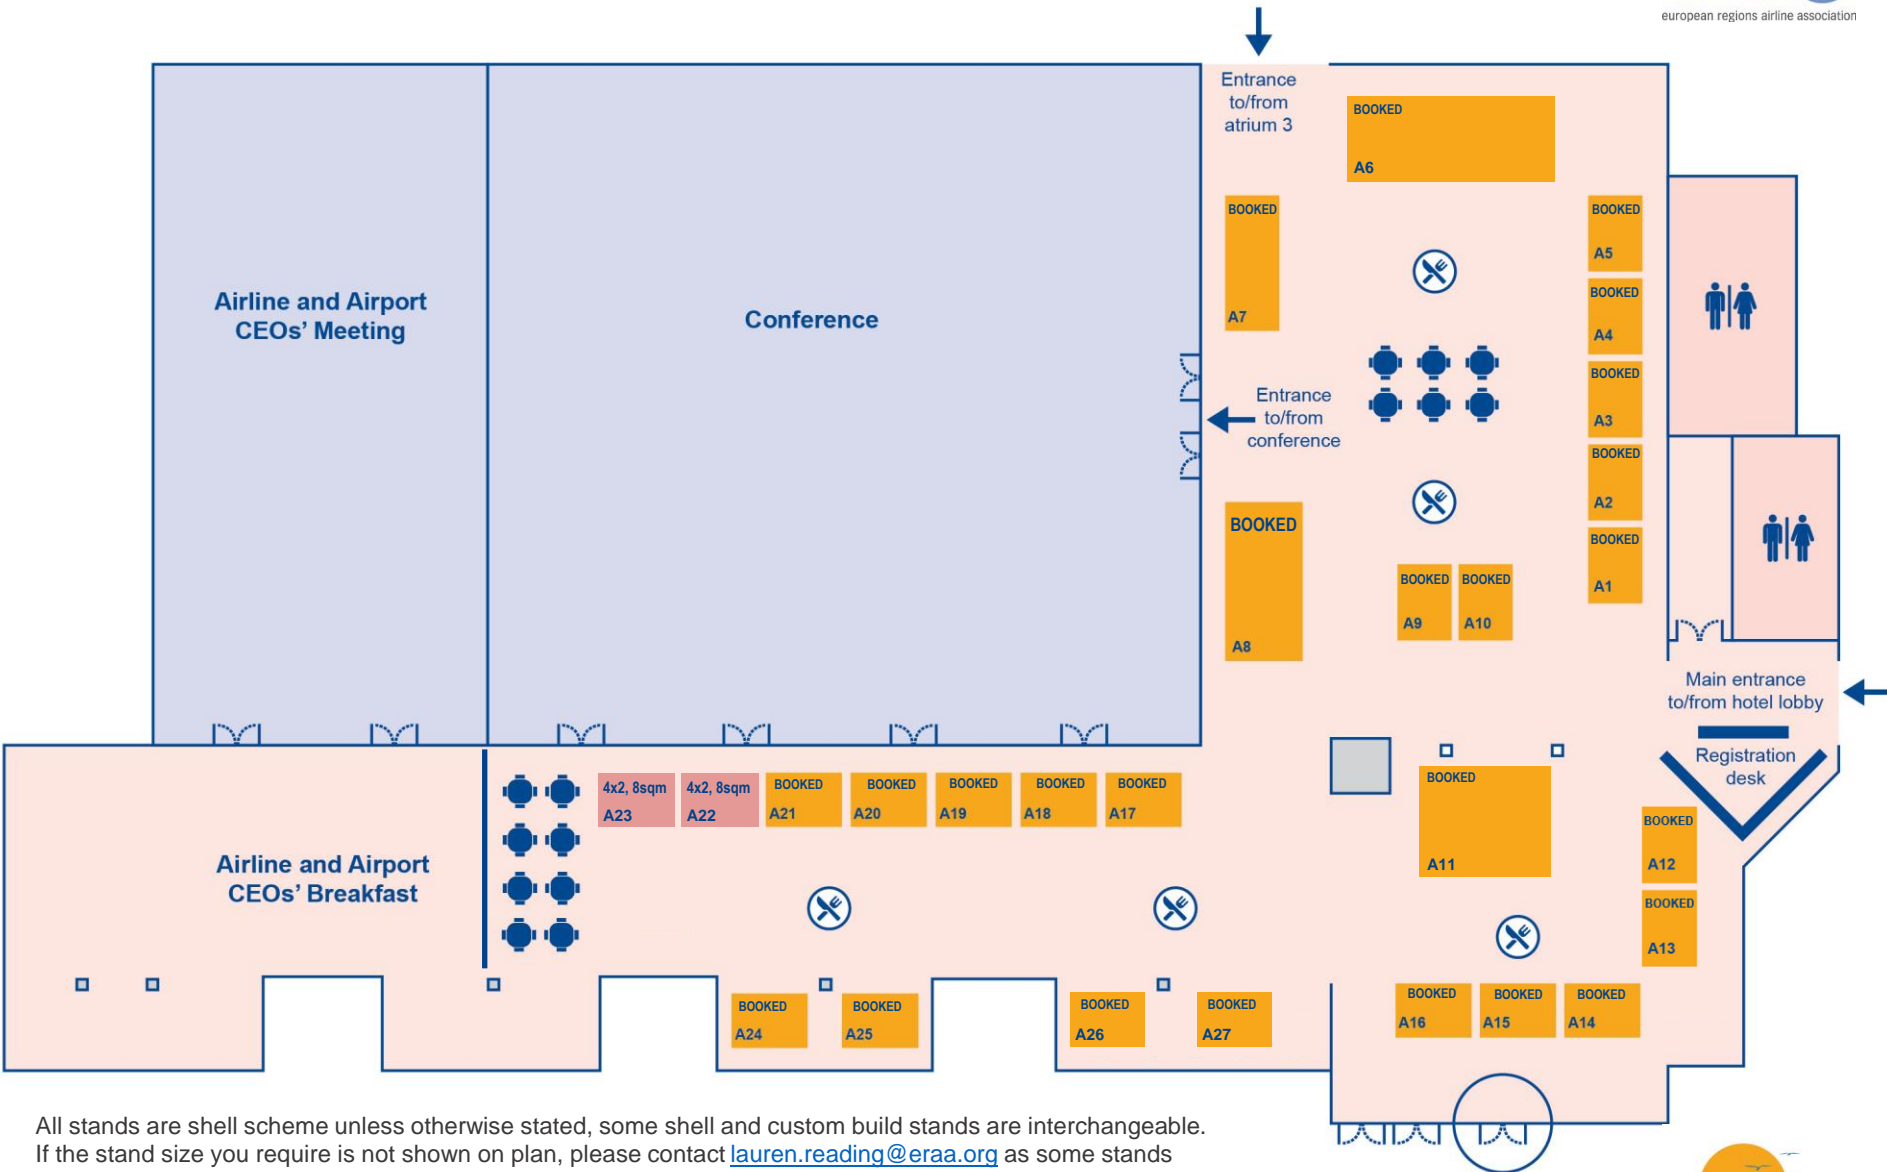 european regions airline association
Entrance
to/from
atrium 3
BOOKED
A6
BOOKED
A7
BOOKED
A5
BOOKED
A4
BOOKED
A3
BOOKED
A2
BOOKED
A1
Airline and Airport
CEOs' Meeting
Conference
Entrance
to/from
conference
BOOKED
A8
BOOKED
A9
BOOKED
A10
Main entrance
to/from hotel lobby
Registration
desk
4x2, 8sqm
A23
4x2, 8sqm
A22
BOOKED
A21
BOOKED
A20
BOOKED
A19
BOOKED
A18
BOOKED
A17
BOOKED
A11
BOOKED
A12
BOOKED
A13
Airline and Airport
CEOs' Breakfast
BOOKED
A24
BOOKED
A25
BOOKED
A26
BOOKED
A27
BOOKED
A16
BOOKED
A15
BOOKED
A14
All stands are shell scheme unless otherwise stated, some shell and custom build stands are interchangeable.
If the stand size you require is not shown on plan, please contact lauren.reading@eraa.org as some stands